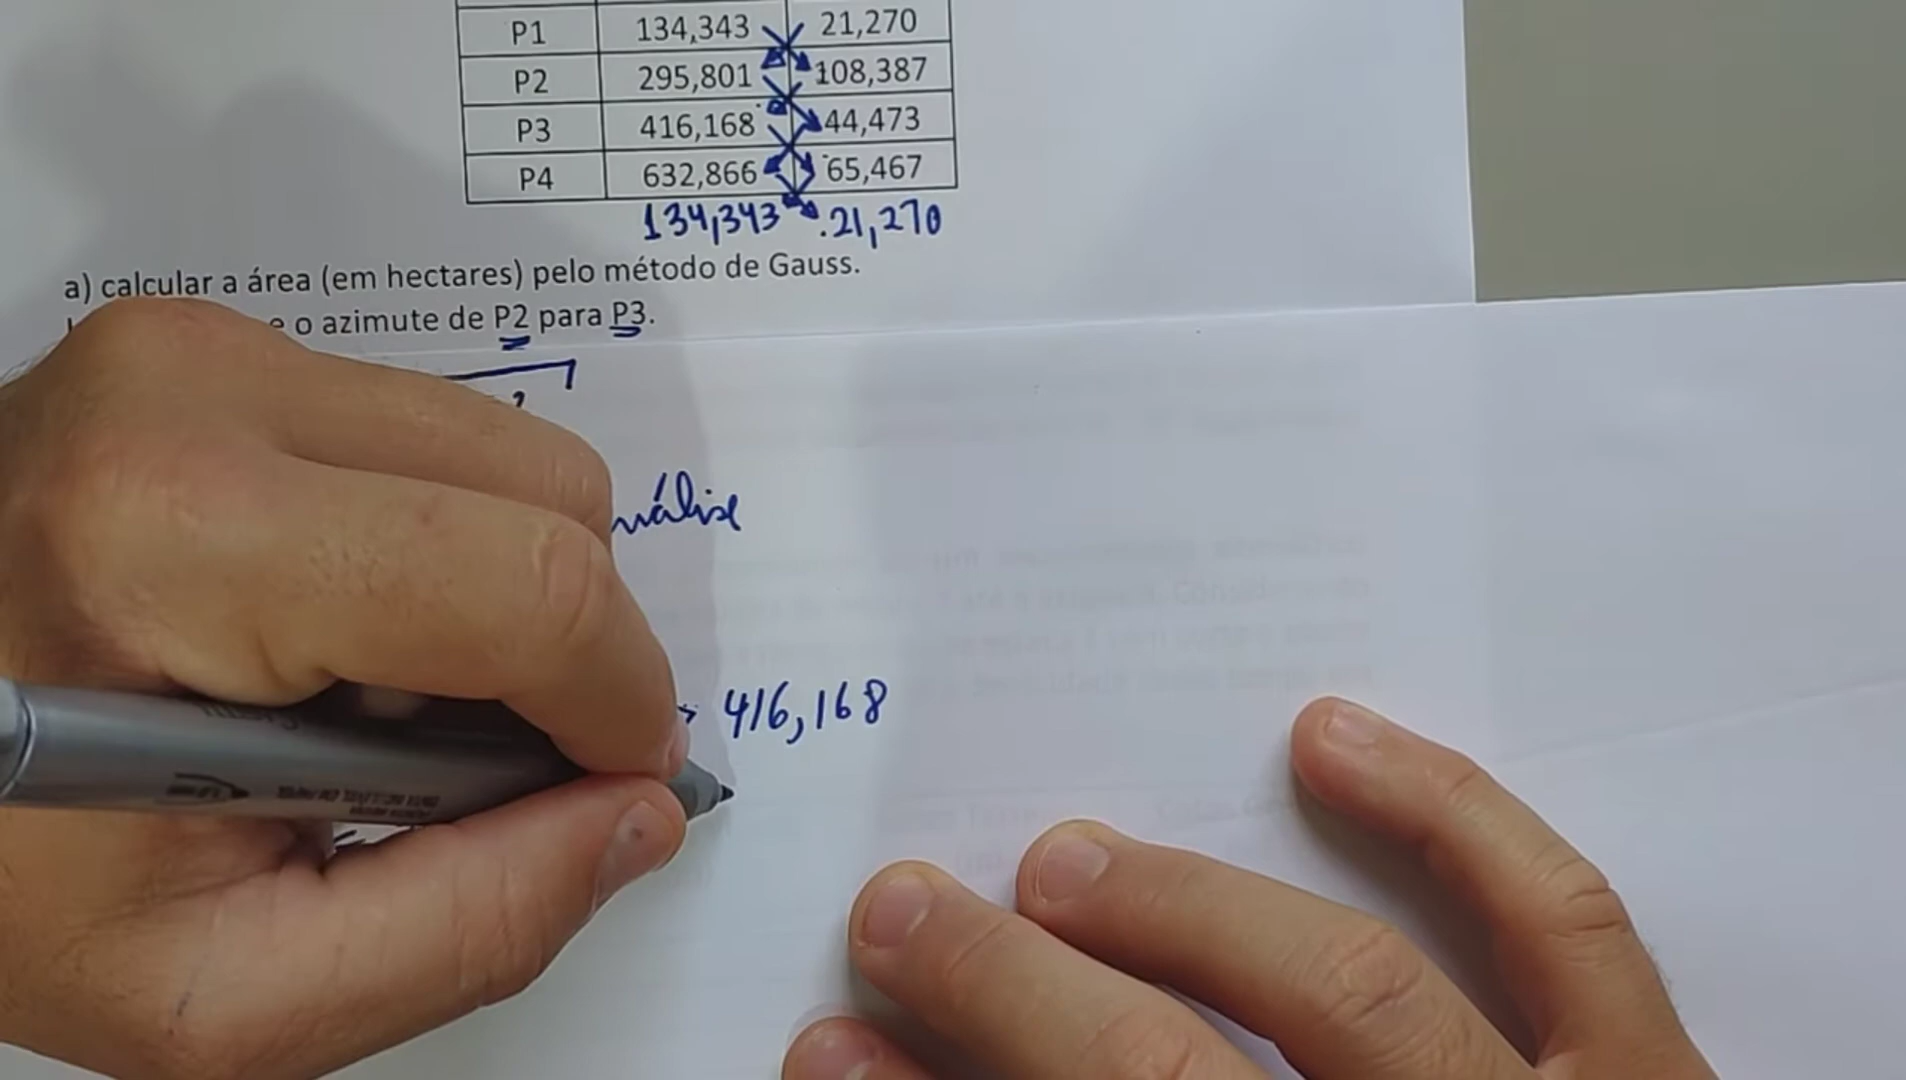 P1 134,343 21,270
P2 295,801 108,387
P3 416,168 44,473
P4 632,866 65,467
134,343 21,270
a) calcular a área (em hectares) pelo método de Gauss.
o azimute de P2 para P3.
416,168